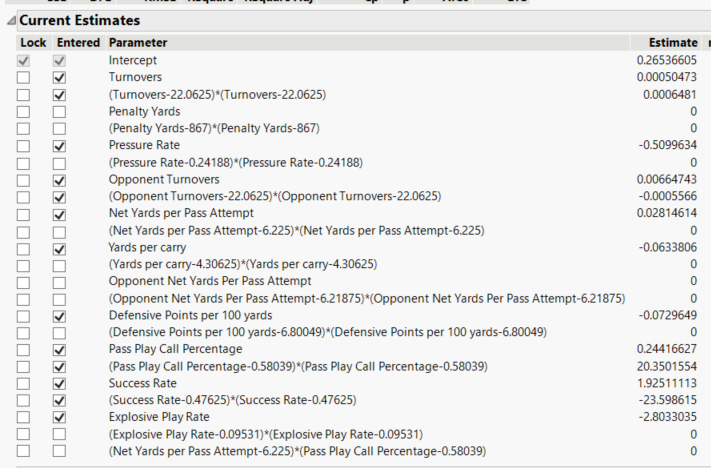 Current Estimates
Lock Entered Parameter Estimate
Intercept 0.26536605
Turnovers 0.00050473
(Turnovers-22.0625)*(Turnovers-22.0625) 0.0006481
Penalty Yards 0
(Penalty Yards-867)*(Penalty Yards-867) 0
Pressure Rate -0.5099634
(Pressure Rate-0.24188)*(Pressure Rate-0.24188) 0
Opponent Turnovers 0.00664743
(Opponent Turnovers-22.0625)*(Opponent Turnovers-22.0625) -0.0005566
Net Yards per Pass Attempt 0.02814614
(Net Yards per Pass Attempt-6.225)*(Net Yards per Pass Attempt-6.225) 0
Yards per carry -0.0633806
(Yards per carry-4.30625)*(Yards per carry-4.30625) 0
Opponent Net Yards Per Pass Attempt 0
(Opponent Net Yards Per Pass Attempt-6.21875)*(Opponent Net Yards Per Pass Attempt-6.21875) 0
Defensive Points per 100 yards -0.0729649
(Defensive Points per 100 yards-6.80049)*(Defensive Points per 100 yards-6.80049) 0
Pass Play Call Percentage 0.24416627
(Pass Play Call Percentage-0.58039)*(Pass Play Call Percentage-0.58039) 20.3501554
Success Rate 1.92511113
(Success Rate-0.47625)*(Success Rate-0.47625) -23.598615
Explosive Play Rate -2.8033035
(Explosive Play Rate-0.09531)*(Explosive Play Rate-0.09531) 0
(Net Yards per Pass Attempt-6.225)*(Pass Play Call Percentage-0.58039) 0